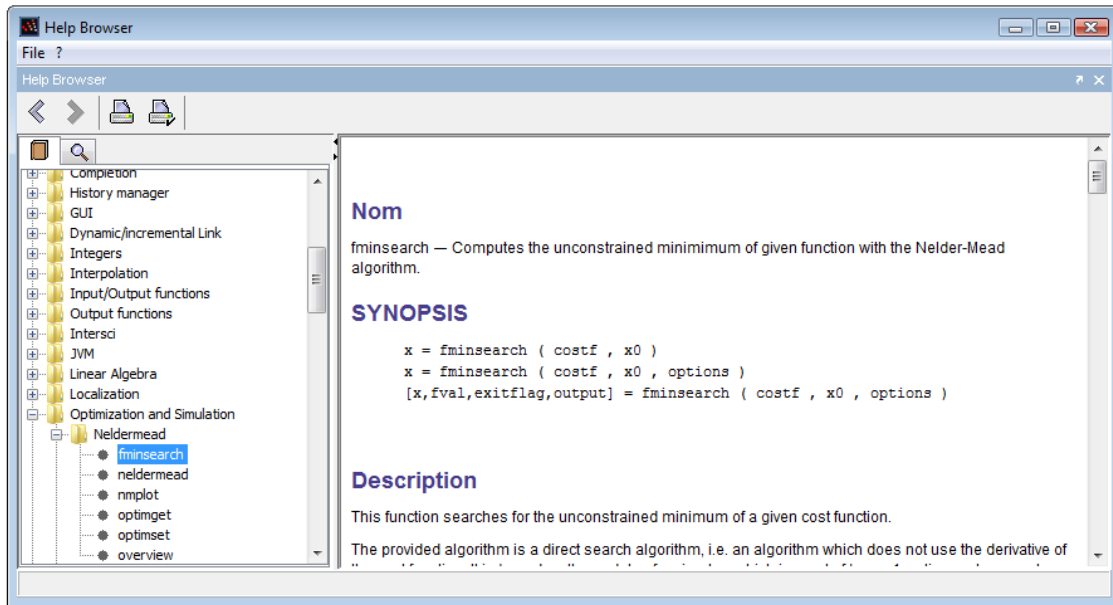 Help Browser
File ?
Help Browser
Completion
History manager
GUI
Dynamic/incremental Link
Integers
Interpolation
Input/Output functions
Output functions
Intersci
JVM
Linear Algebra
Localization
Optimization and Simulation
Neldermead
fminsearch
neldermead
nmplot
optimget
optimset
overview
Nom
fminsearch — Computes the unconstrained minimimum of given function with the Nelder-Mead
algorithm.
SYNOPSIS
x = fminsearch ( costf , x0 )
x = fminsearch ( costf , x0 , options )
[x,fval,exitflag,output] = fminsearch ( costf , x0 , options )
Description
This function searches for the unconstrained minimum of a given cost function.
The provided algorithm is a direct search algorithm, i.e. an algorithm which does not use the derivative of